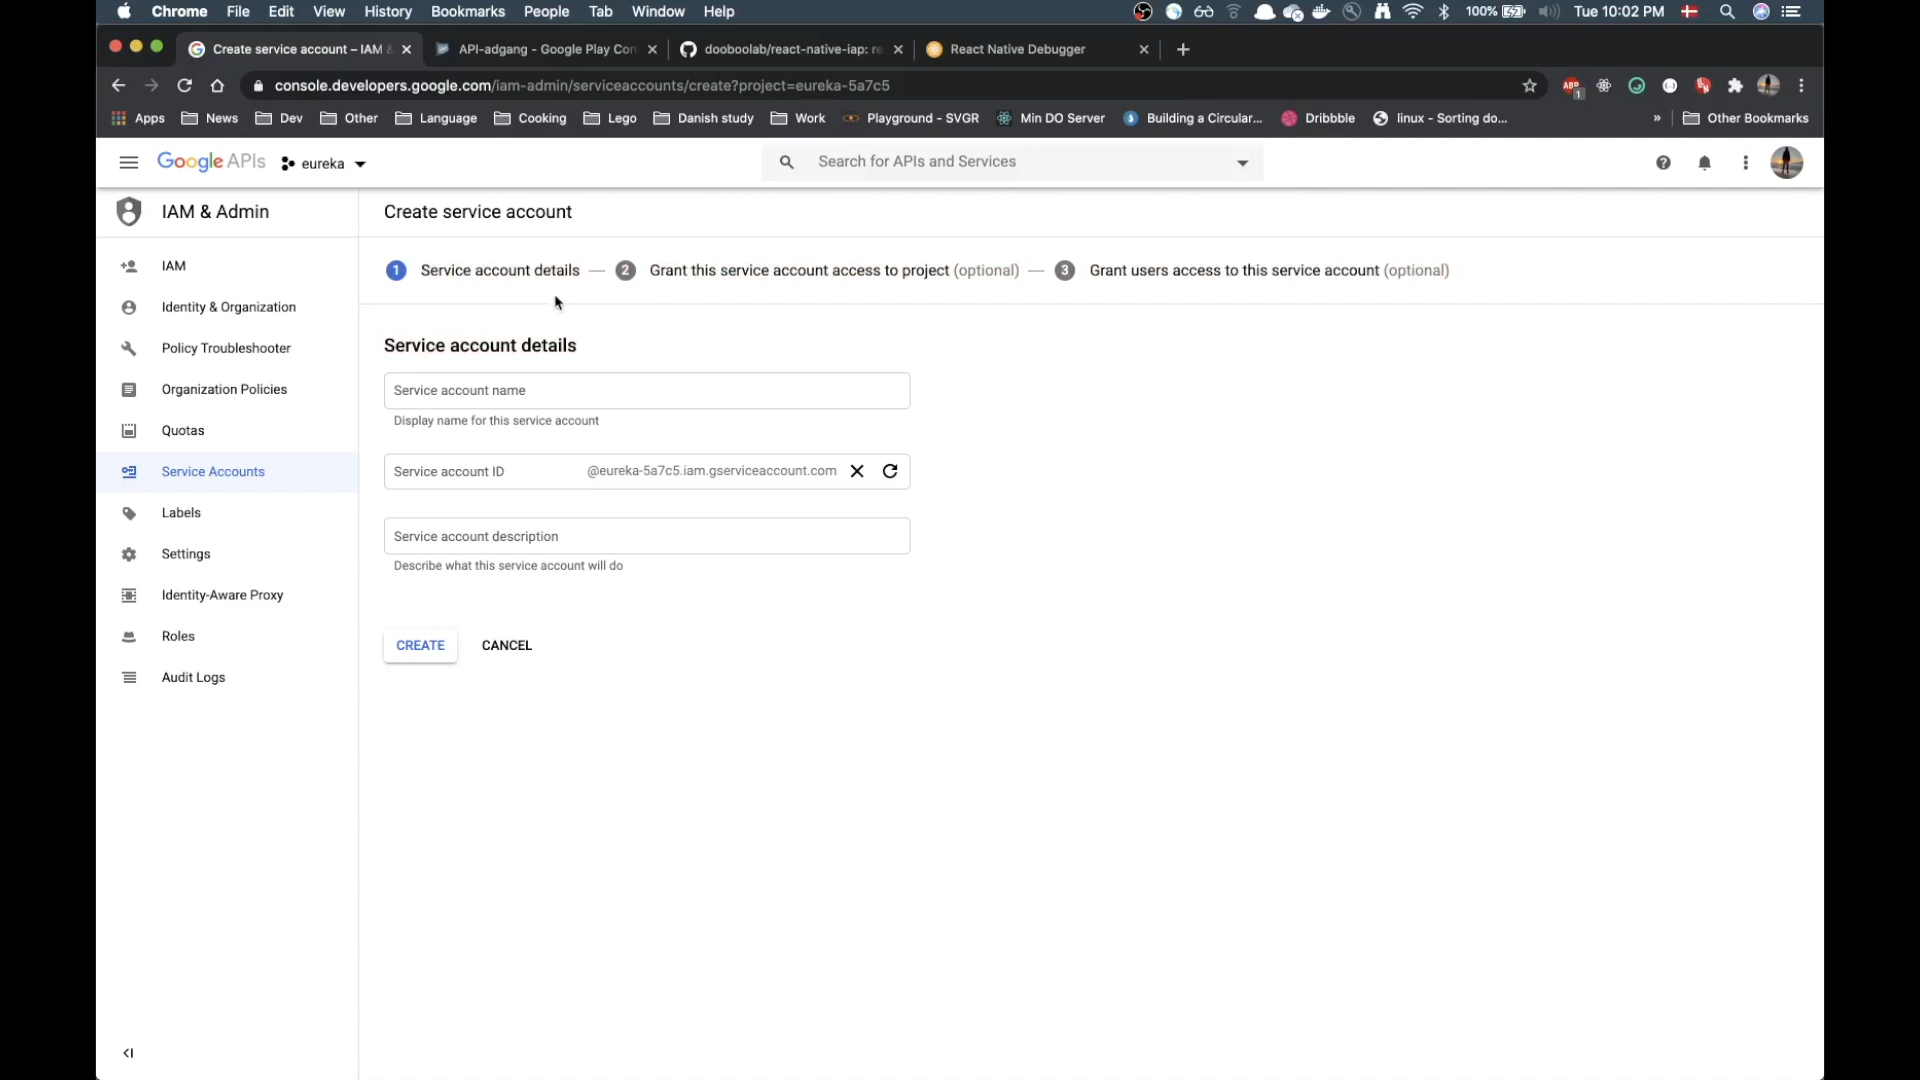 Chrome File Edit View History Bookmarks People Tab Window Help 100% Tue 10:02 PM
Create service account – IAM & API-adgang - Google Play Con dooboolab/react-native-iap: re React Native Debugger
console.developers.google.com/iam-admin/serviceaccounts/create?project=eureka-5a7c5 ABP 1
Apps News Dev Other Language Cooking Lego Danish study Work Playground - SVGR Min DO Server Building a Circular... Dribbble linux - Sorting do... » Other Bookmarks
Google APIs eureka Search for APIs and Services
IAM & Admin
Create service account
1 Service account details — 2 Grant this service account access to project (optional) — 3 Grant users access to this service account (optional)
IAM
Identity & Organization
Policy Troubleshooter
Organization Policies
Quotas
Service Accounts
Labels
Settings
Identity-Aware Proxy
Roles
Audit Logs
Service account details
Service account name
Display name for this service account
Service account ID @eureka-5a7c5.iam.gserviceaccount.com
Service account description
Describe what this service account will do
CREATE CANCEL